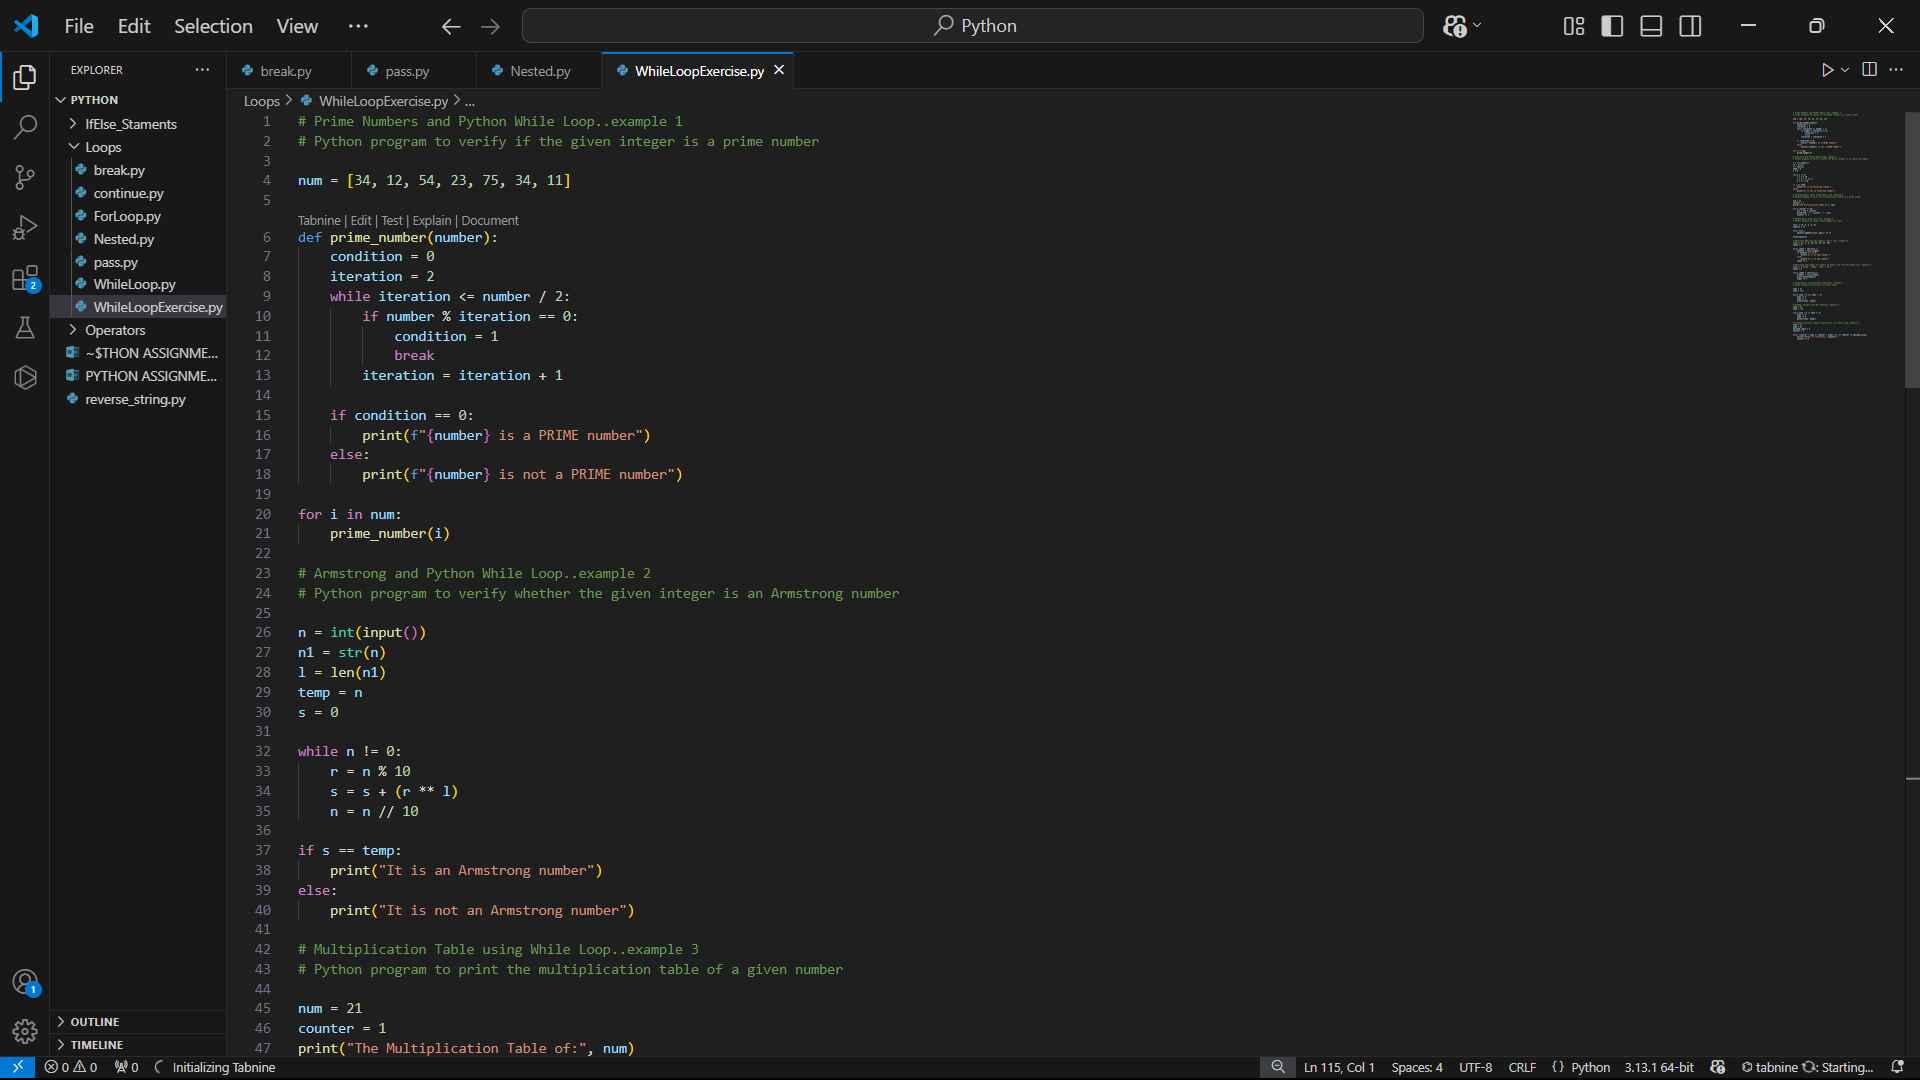 File Edit Selection View ...
Python
EXPLORER
PYTHON
IfElse_Staments
Loops
break.py
continue.py
ForLoop.py
Nested.py
pass.py
WhileLoop.py
WhileLoopExercise.py
Operators
~$THON ASSIGNME...
PYTHON ASSIGNME...
reverse_string.py
OUTLINE
TIMELINE
2
1
break.py pass.py Nested.py WhileLoopExercise.py
Loops > WhileLoopExercise.py > ...
1 # Prime Numbers and Python While Loop..example 1
2 # Python program to verify if the given integer is a prime number
3
4 num = [34, 12, 54, 23, 75, 34, 11]
5
Tabnine | Edit | Test | Explain | Document
6 def prime_number(number):
7     condition = 0
8     iteration = 2
9     while iteration <= number / 2:
10         if number % iteration == 0:
11             condition = 1
12             break
13         iteration = iteration + 1
14
15     if condition == 0:
16         print(f"{number} is a PRIME number")
17     else:
18         print(f"{number} is not a PRIME number")
19
20 for i in num:
21     prime_number(i)
22
23 # Armstrong and Python While Loop..example 2
24 # Python program to verify whether the given integer is an Armstrong number
25
26 n = int(input())
27 n1 = str(n)
28 l = len(n1)
29 temp = n
30 s = 0
31
32 while n != 0:
33     r = n % 10
34     s = s + (r ** l)
35     n = n // 10
36
37 if s == temp:
38     print("It is an Armstrong number")
39 else:
40     print("It is not an Armstrong number")
41
42 # Multiplication Table using While Loop..example 3
43 # Python program to print the multiplication table of a given number
44
45 num = 21
46 counter = 1
47 print("The Multiplication Table of:", num)
0 0 0 Initializing Tabnine Ln 115, Col 1 Spaces: 4 UTF-8 CRLF {} Python 3.13.1 64-bit tabnine : Starting...